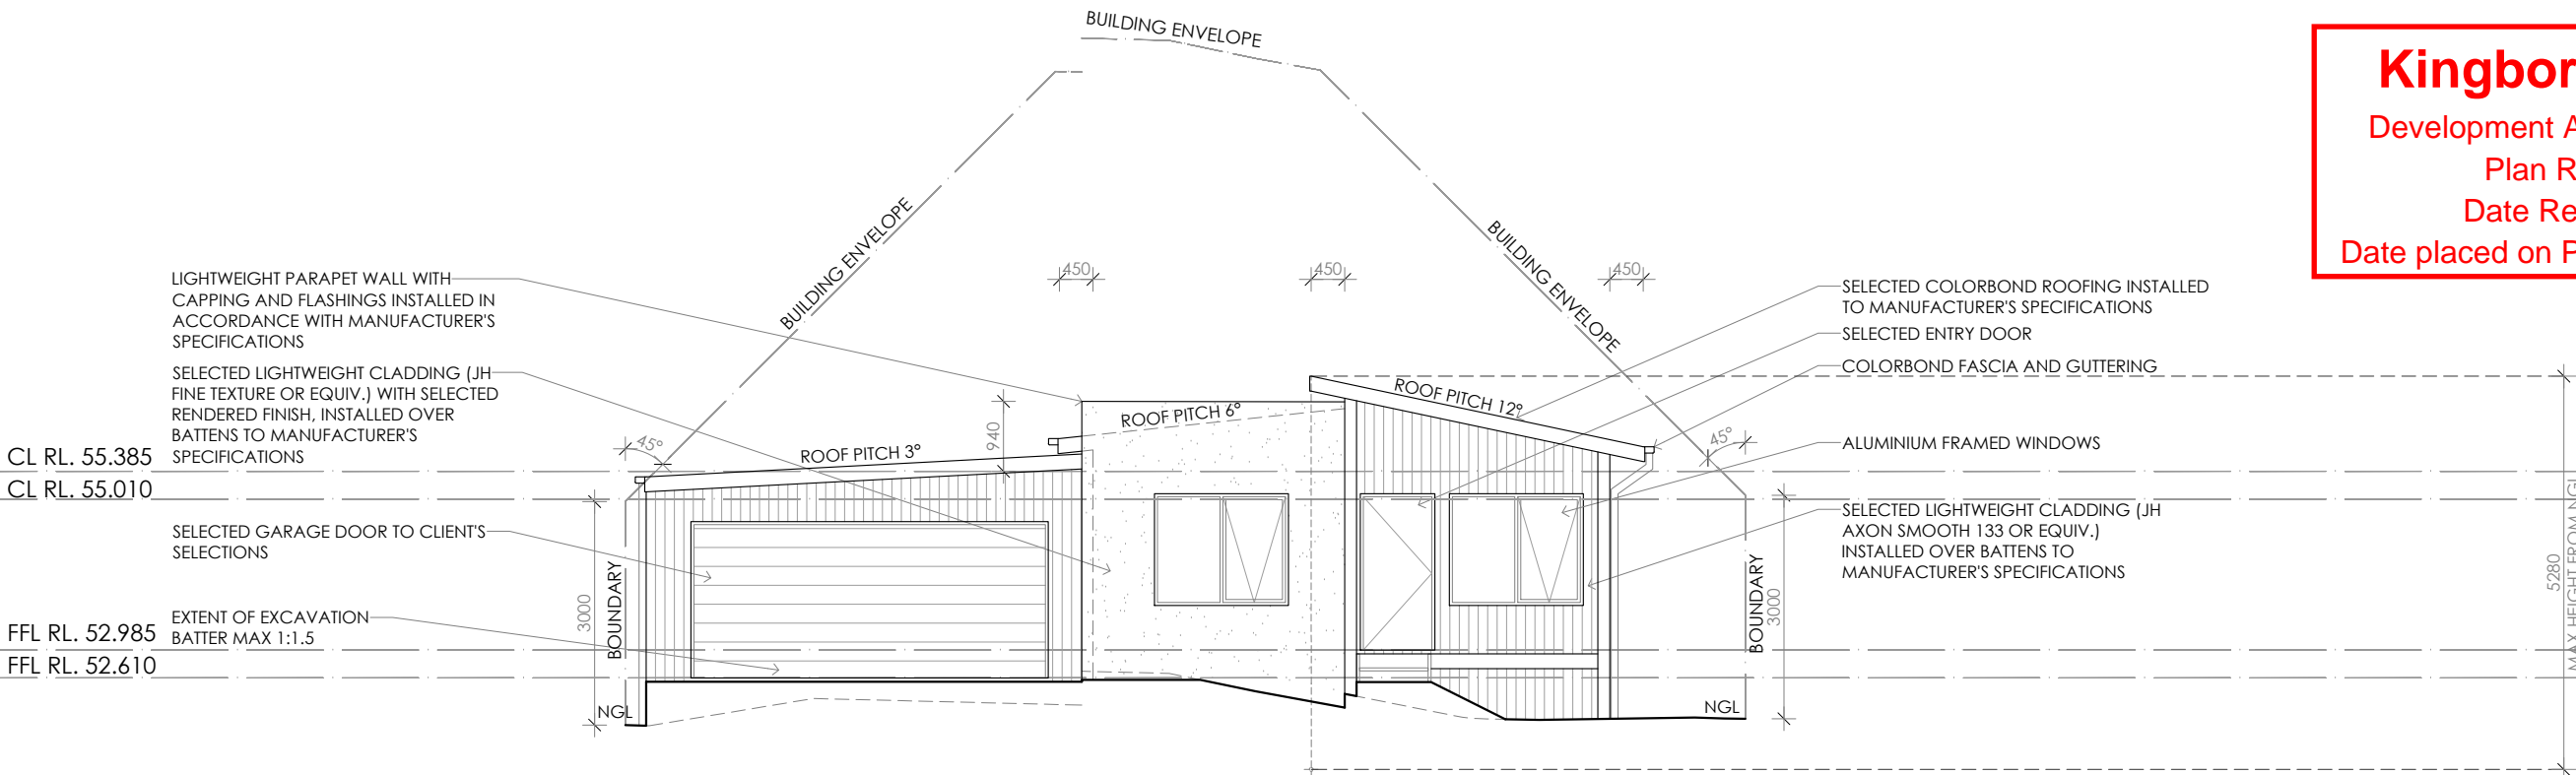 BUILDING ENVELOPE
Kingbor
Development A
Plan R
Date Re
Date placed on P
BUILDING ENVELOPE
BUILDING ENVELOPE
450
450
450
LIGHTWEIGHT PARAPET WALL WITH
CAPPING AND FLASHINGS INSTALLED IN
ACCORDANCE WITH MANUFACTURER'S
SPECIFICATIONS
SELECTED LIGHTWEIGHT CLADDING (JH
FINE TEXTURE OR EQUIV.) WITH SELECTED
RENDERED FINISH, INSTALLED OVER
BATTENS TO MANUFACTURER'S
SPECIFICATIONS
SELECTED GARAGE DOOR TO CLIENT'S
SELECTIONS
EXTENT OF EXCAVATION
BATTER MAX 1:1.5
CL RL. 55.385
CL RL. 55.010
FFL RL. 52.985
FFL RL. 52.610
45°
ROOF PITCH 3°
940
ROOF PITCH 6°
ROOF PITCH 12°
45°
3000
BOUNDARY
NGL
BOUNDARY
3000
NGL
SELECTED COLORBOND ROOFING INSTALLED
TO MANUFACTURER'S SPECIFICATIONS
SELECTED ENTRY DOOR
COLORBOND FASCIA AND GUTTERING
ALUMINIUM FRAMED WINDOWS
SELECTED LIGHTWEIGHT CLADDING (JH
AXON SMOOTH 133 OR EQUIV.)
INSTALLED OVER BATTENS TO
MANUFACTURER'S SPECIFICATIONS
5280
MAX HEIGHT FROM NGL